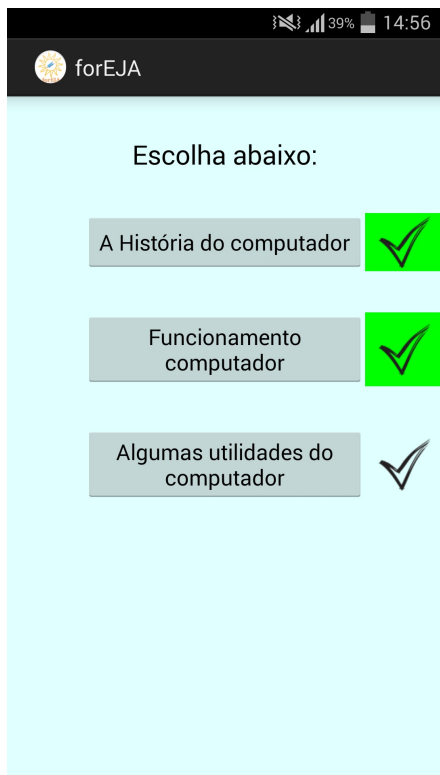 39% 14:56
forEJA
Escolha abaixo:
A História do computador
Funcionamento
computador
Algumas utilidades do
computador